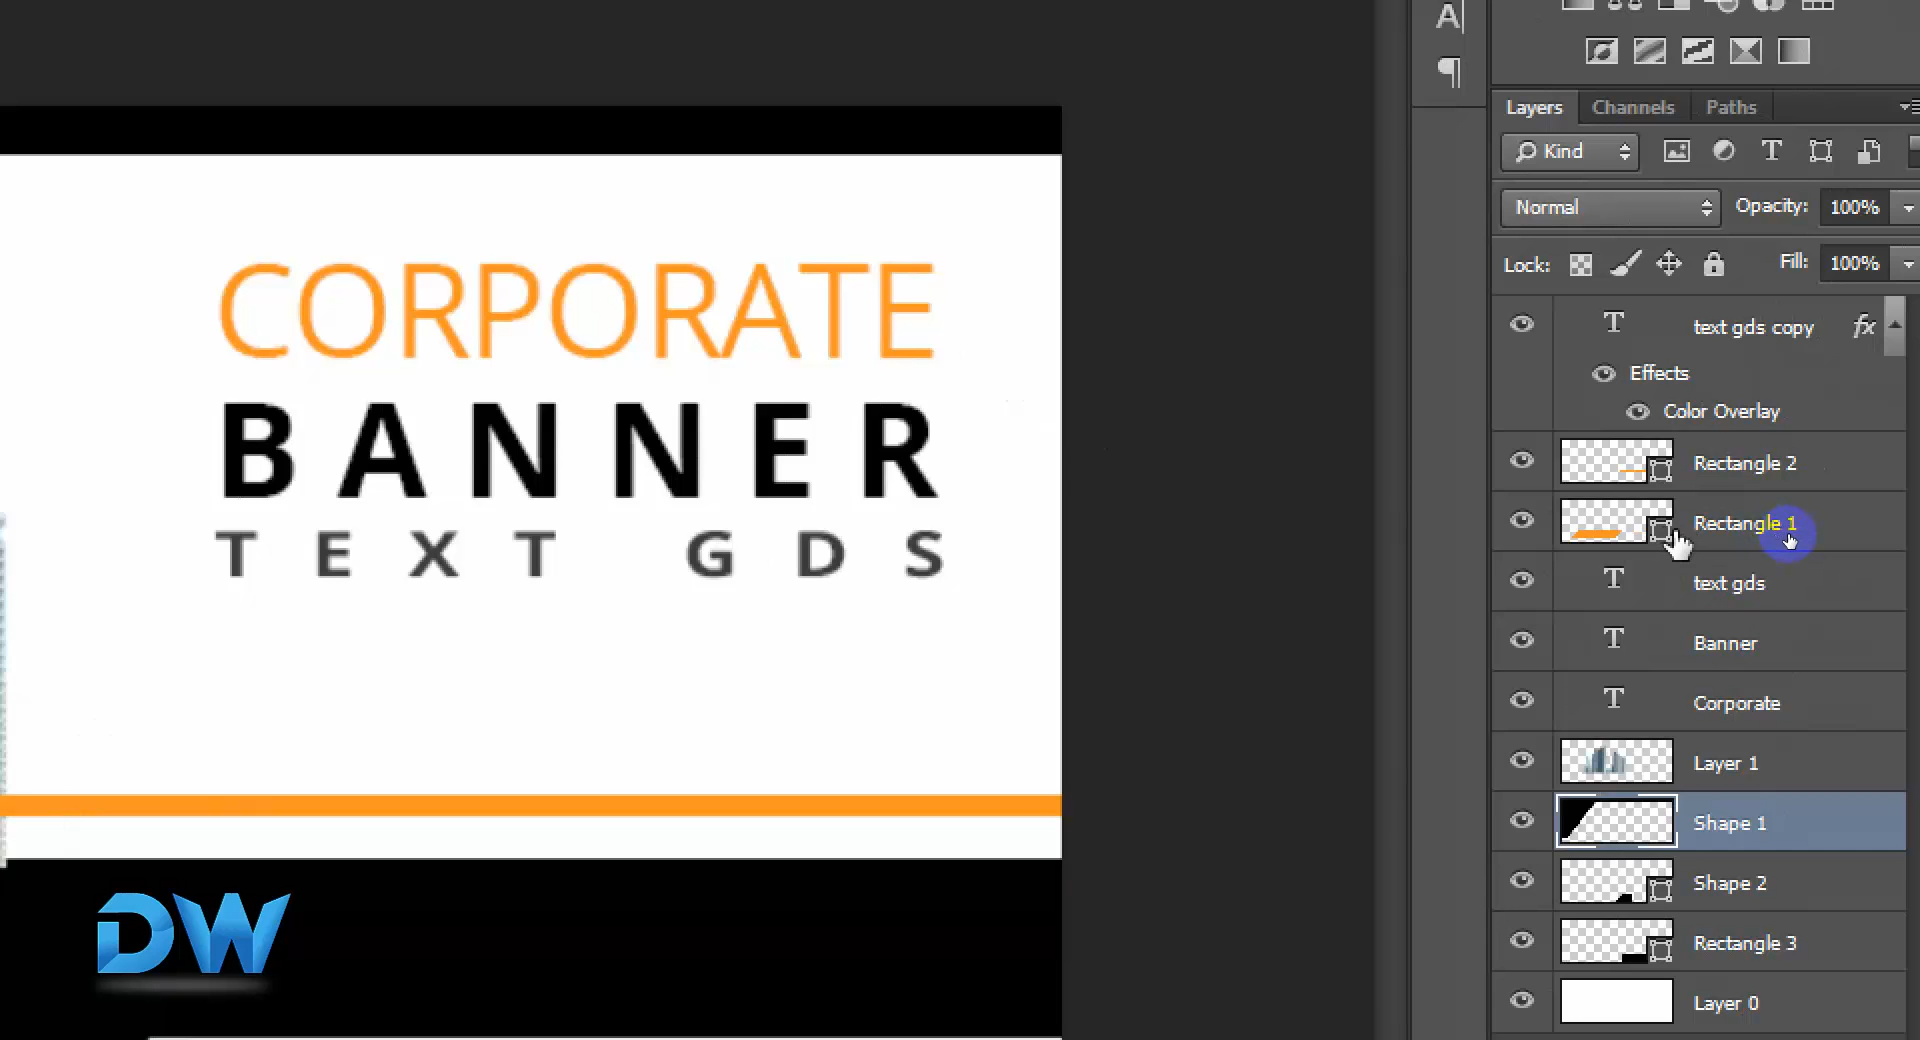 A
¶
Layers Channels Paths
Kind T
Normal Opacity: 100%
Lock: Fill: 100%
T text gds copy fx
Effects
Color Overlay
Rectangle 2
Rectangle 1
T text gds
T Banner
T Corporate
Layer 1
Shape 1
Shape 2
Rectangle 3
Layer 0
CORPORATE
BANNER
TEXT GDS
DW